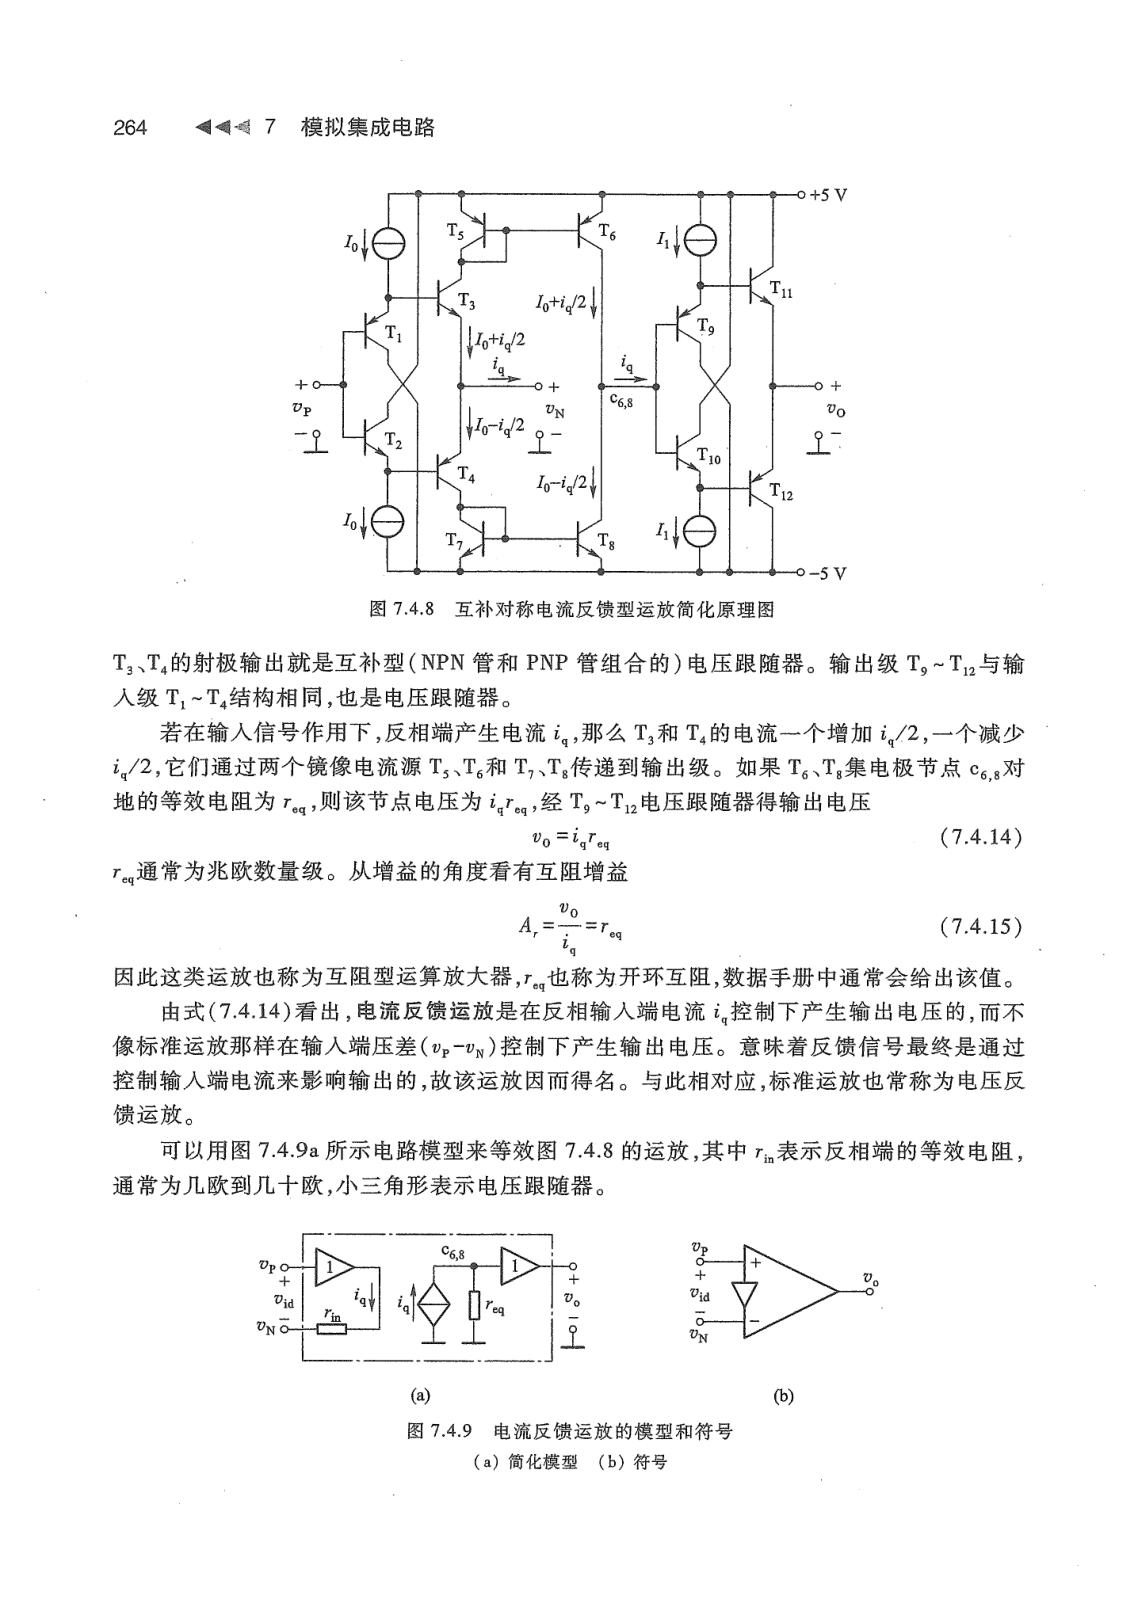 264 7 模拟集成电路
+5 V
I₀
T₅
T₆
I₁
T₁₁
T₃
I₀+i_q/2
T₁
T₉
I₀+i_q/2
i_q
i_q
+
+
+
v_P
v_N
c₆,₈
v_O
−
−
−
T₂
I₀−i_q/2
T₁₀
T₄
I₀−i_q/2
T₁₂
I₀
T₇
T₈
I₁
−5 V
图 7.4.8 互补对称电流反馈型运放简化原理图
T₃、T₄的射极输出就是互补型(NPN 管和 PNP 管组合的)电压跟随器。输出级 T₉~T₁₂与输
入级 T₁~T₄结构相同,也是电压跟随器。
若在输入信号作用下,反相端产生电流 i_q,那么 T₃和 T₄的电流一个增加 i_q/2,一个减少
i_q/2,它们通过两个镜像电流源 T₅、T₆和 T₇、T₈传递到输出级。如果 T₆、T₈集电极节点 c₆,₈对
地的等效电阻为 r_eq,则该节点电压为 i_q r_eq,经 T₉~T₁₂电压跟随器得输出电压
v_O = i_q r_eq (7.4.14)
r_eq通常为兆欧数量级。从增益的角度看有互阻增益
A_r = v_O / i_q = r_eq (7.4.15)
因此这类运放也称为互阻型运算放大器,r_eq也称为开环互阻,数据手册中通常会给出该值。
由式(7.4.14)看出,电流反馈运放是在反相输入端电流 i_q控制下产生输出电压的,而不
像标准运放那样在输入端压差(v_P−v_N)控制下产生输出电压。意味着反馈信号最终是通过
控制输入端电流来影响输出的,故该运放因而得名。与此相对应,标准运放也常称为电压反
馈运放。
可以用图 7.4.9a 所示电路模型来等效图 7.4.8 的运放,其中 r_in表示反相端的等效电阻,
通常为几欧到几十欧,小三角形表示电压跟随器。
v_P
1
c₆,₈
1
+
v_id
−
i_q
i_q
r_eq
+
v_o
−
r_in
v_N
v_P
+
+
v_id
−
−
v_N
v_o
(a)
(b)
图 7.4.9 电流反馈运放的模型和符号
(a) 简化模型 (b) 符号